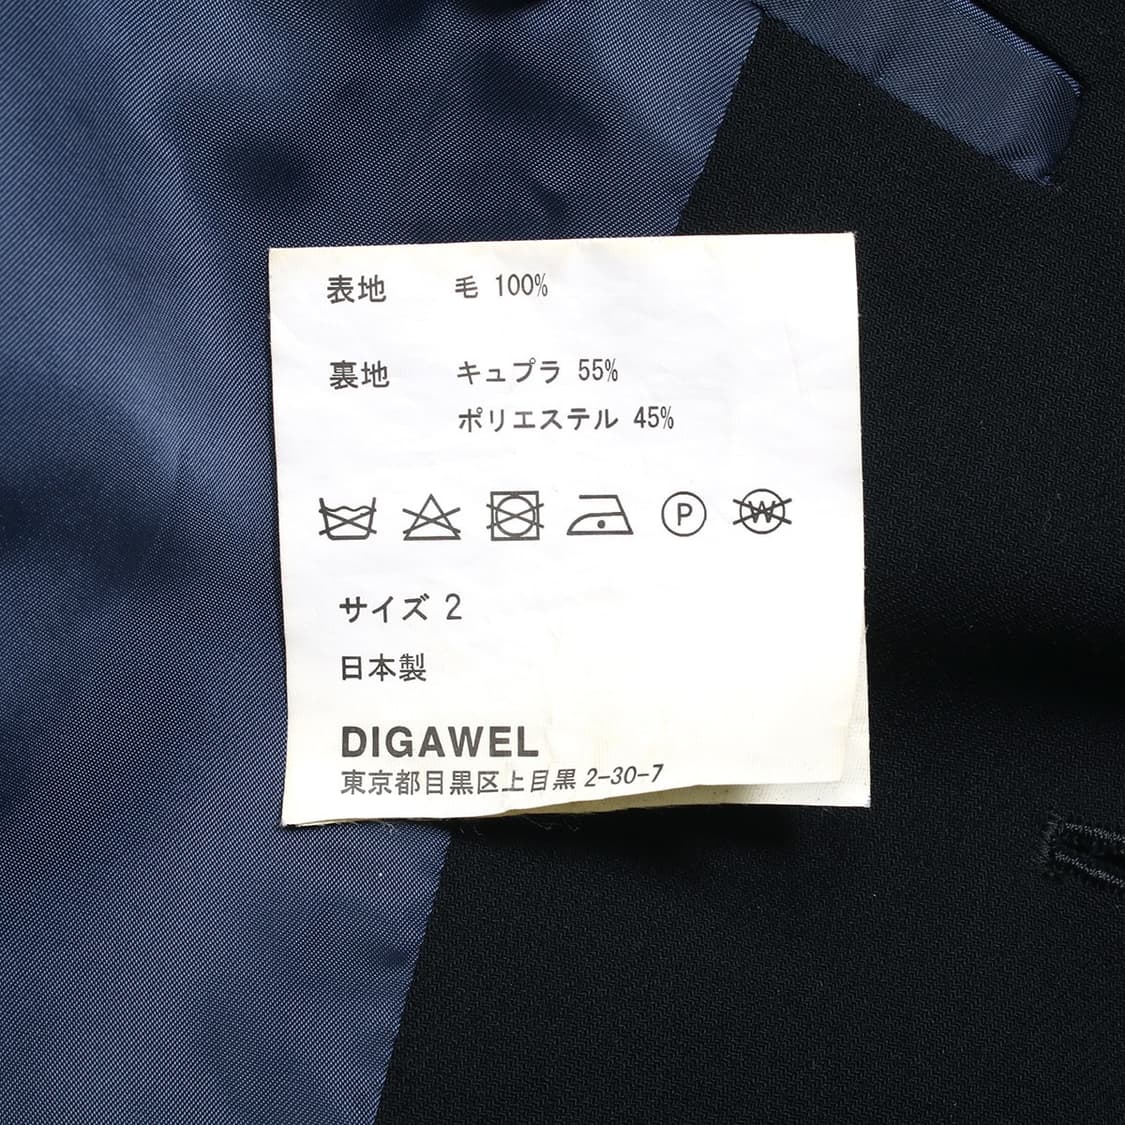 表地 毛 100%
裏地 キュプラ 55%
ポリエステル 45%
P W
サイズ 2
日本製
DIGAWEL
東京都目黒区上目黒 2-30-7